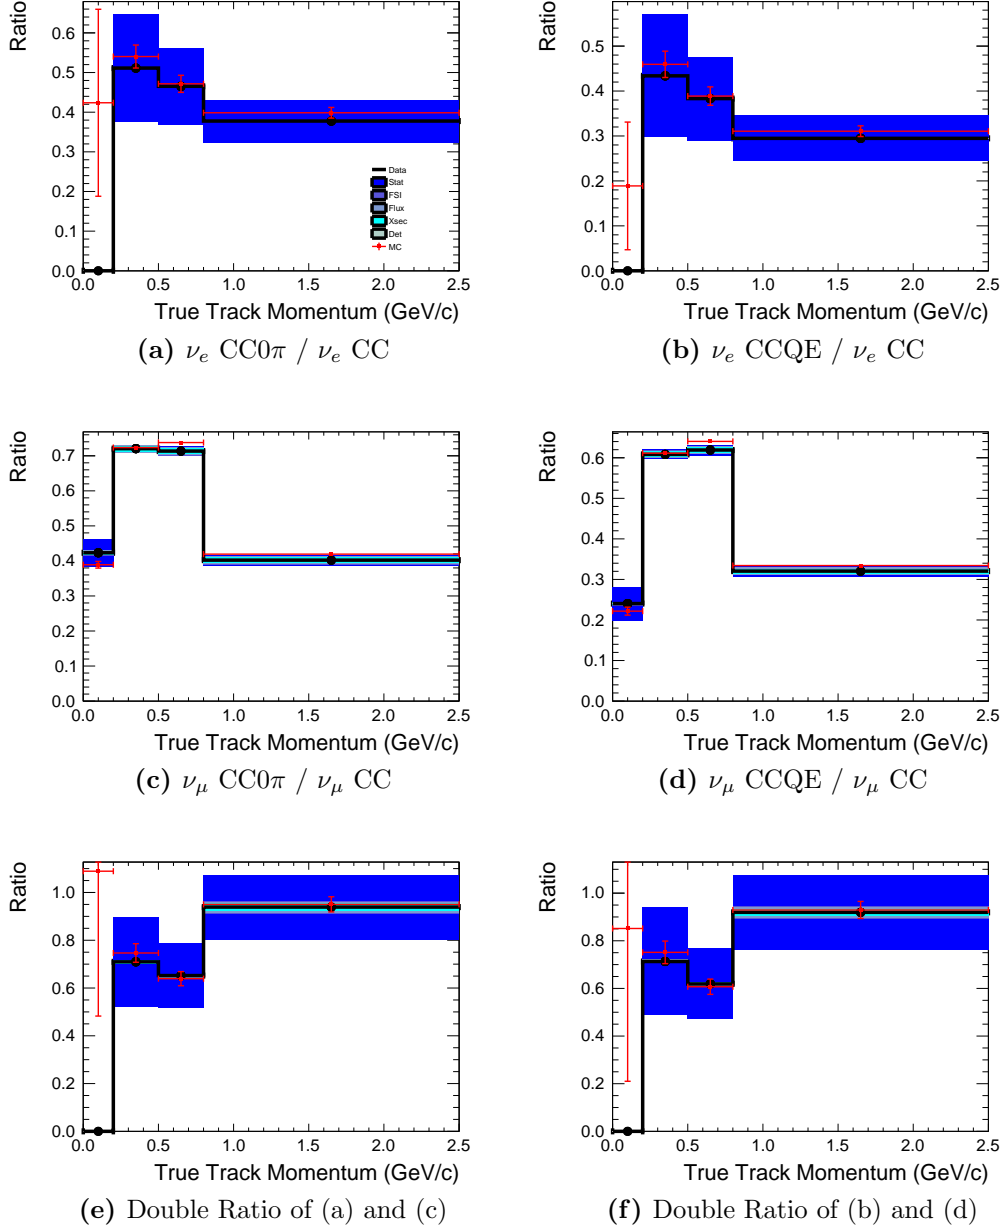 Ratio
0.6
0.5
0.4
0.3
0.2
0.1
0.0
0.0 0.5 1.0 1.5 2.0 2.5
True Track Momentum (GeV/c)
Data
Stat
FSI
Flux
Xsec
Det
MC
(a) νe CC0π / νe CC
Ratio
0.5
0.4
0.3
0.2
0.1
0.0
0.0 0.5 1.0 1.5 2.0 2.5
True Track Momentum (GeV/c)
(b) νe CCQE / νe CC
Ratio
0.7
0.6
0.5
0.4
0.3
0.2
0.1
0.0
0.0 0.5 1.0 1.5 2.0 2.5
True Track Momentum (GeV/c)
(c) νμ CC0π / νμ CC
Ratio
0.6
0.5
0.4
0.3
0.2
0.1
0.0
0.0 0.5 1.0 1.5 2.0 2.5
True Track Momentum (GeV/c)
(d) νμ CCQE / νμ CC
Ratio
1.0
0.8
0.6
0.4
0.2
0.0
0.0 0.5 1.0 1.5 2.0 2.5
True Track Momentum (GeV/c)
(e) Double Ratio of (a) and (c)
Ratio
1.0
0.8
0.6
0.4
0.2
0.0
0.0 0.5 1.0 1.5 2.0 2.5
True Track Momentum (GeV/c)
(f) Double Ratio of (b) and (d)